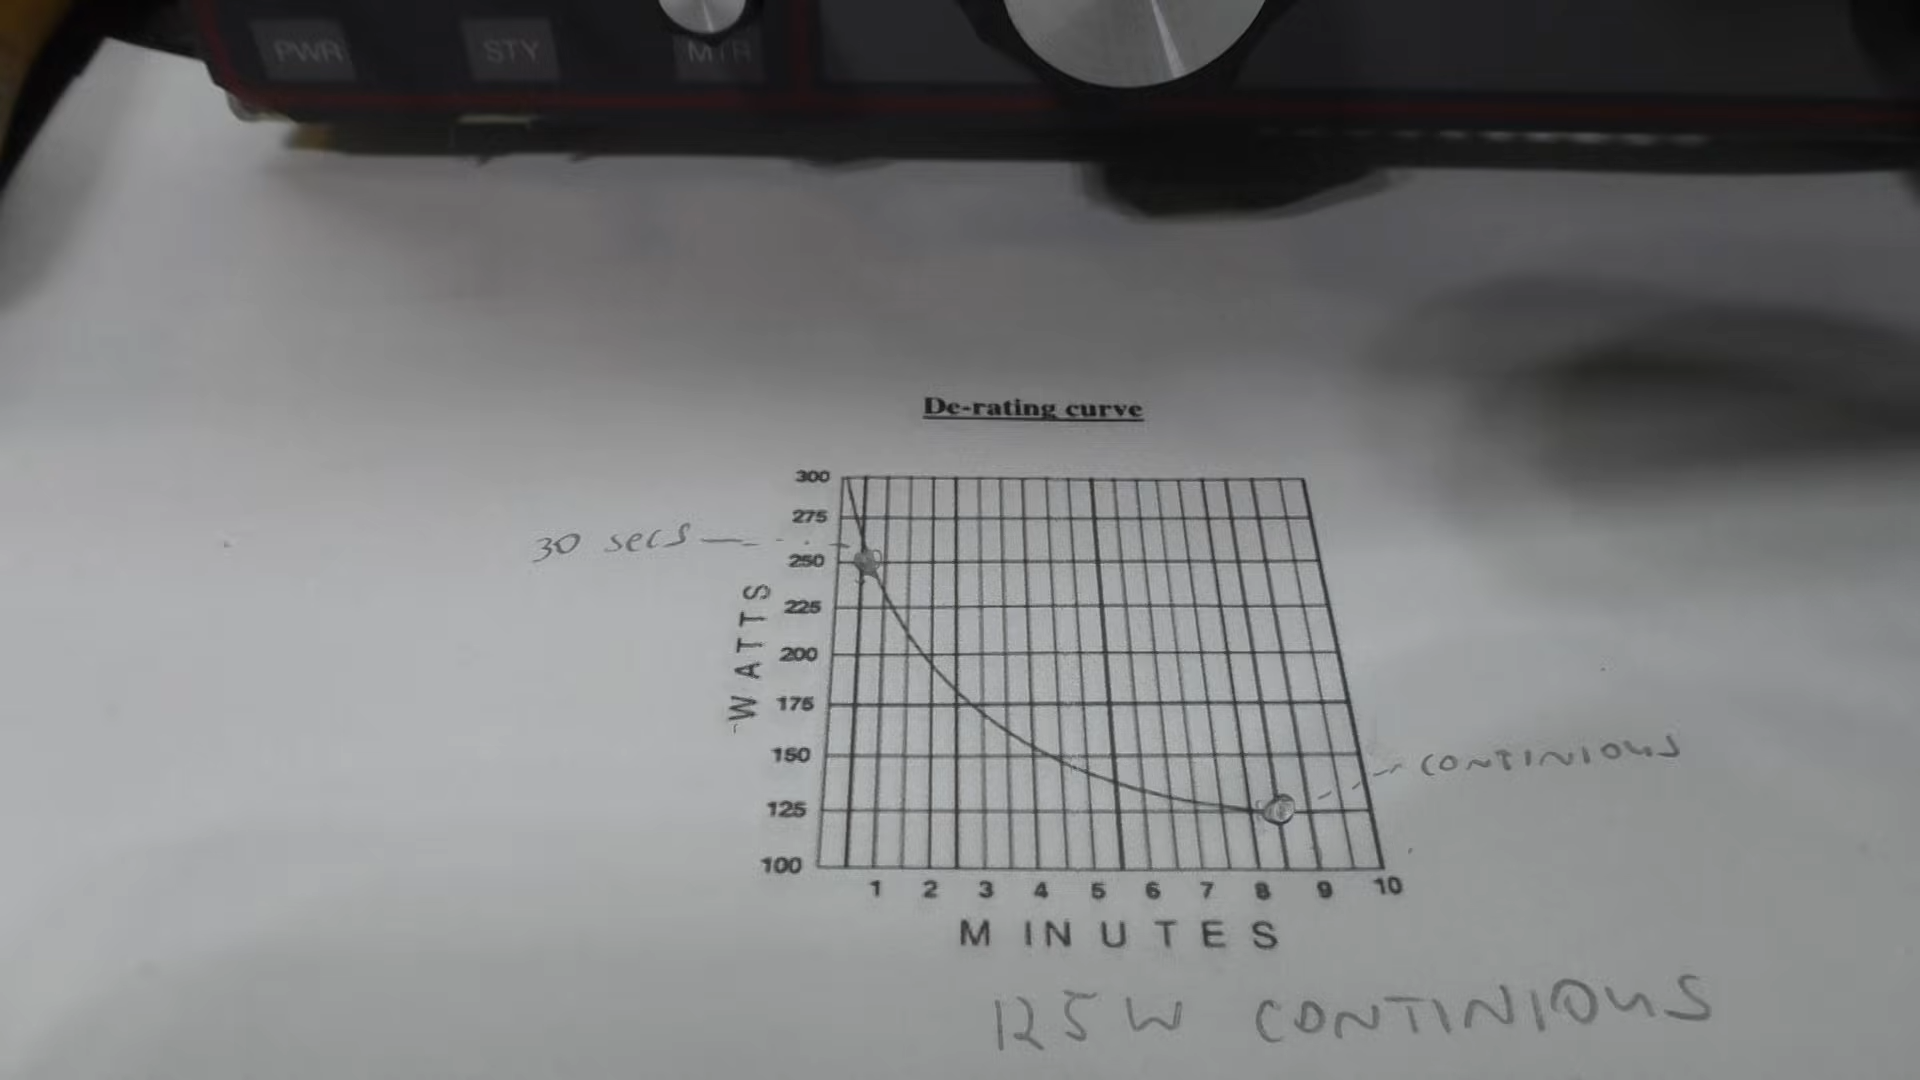 PWR STY MTR
De-rating curve
300
275
30 secs
250
225
200
175
150
CONTINIOUS
125
100
WATTS
1 2 3 4 5 6 7 8 9 10
MINUTES
125W CONTINIOUS